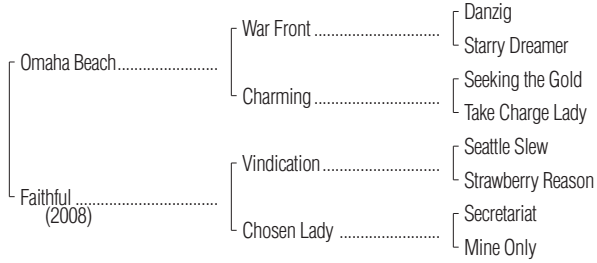 Danzig
War Front
Starry Dreamer
Omaha Beach
Seeking the Gold
Charming
Take Charge Lady
Seattle Slew
Vindication
Strawberry Reason
Faithful
(2008)
Secretariat
Chosen Lady
Mine Only